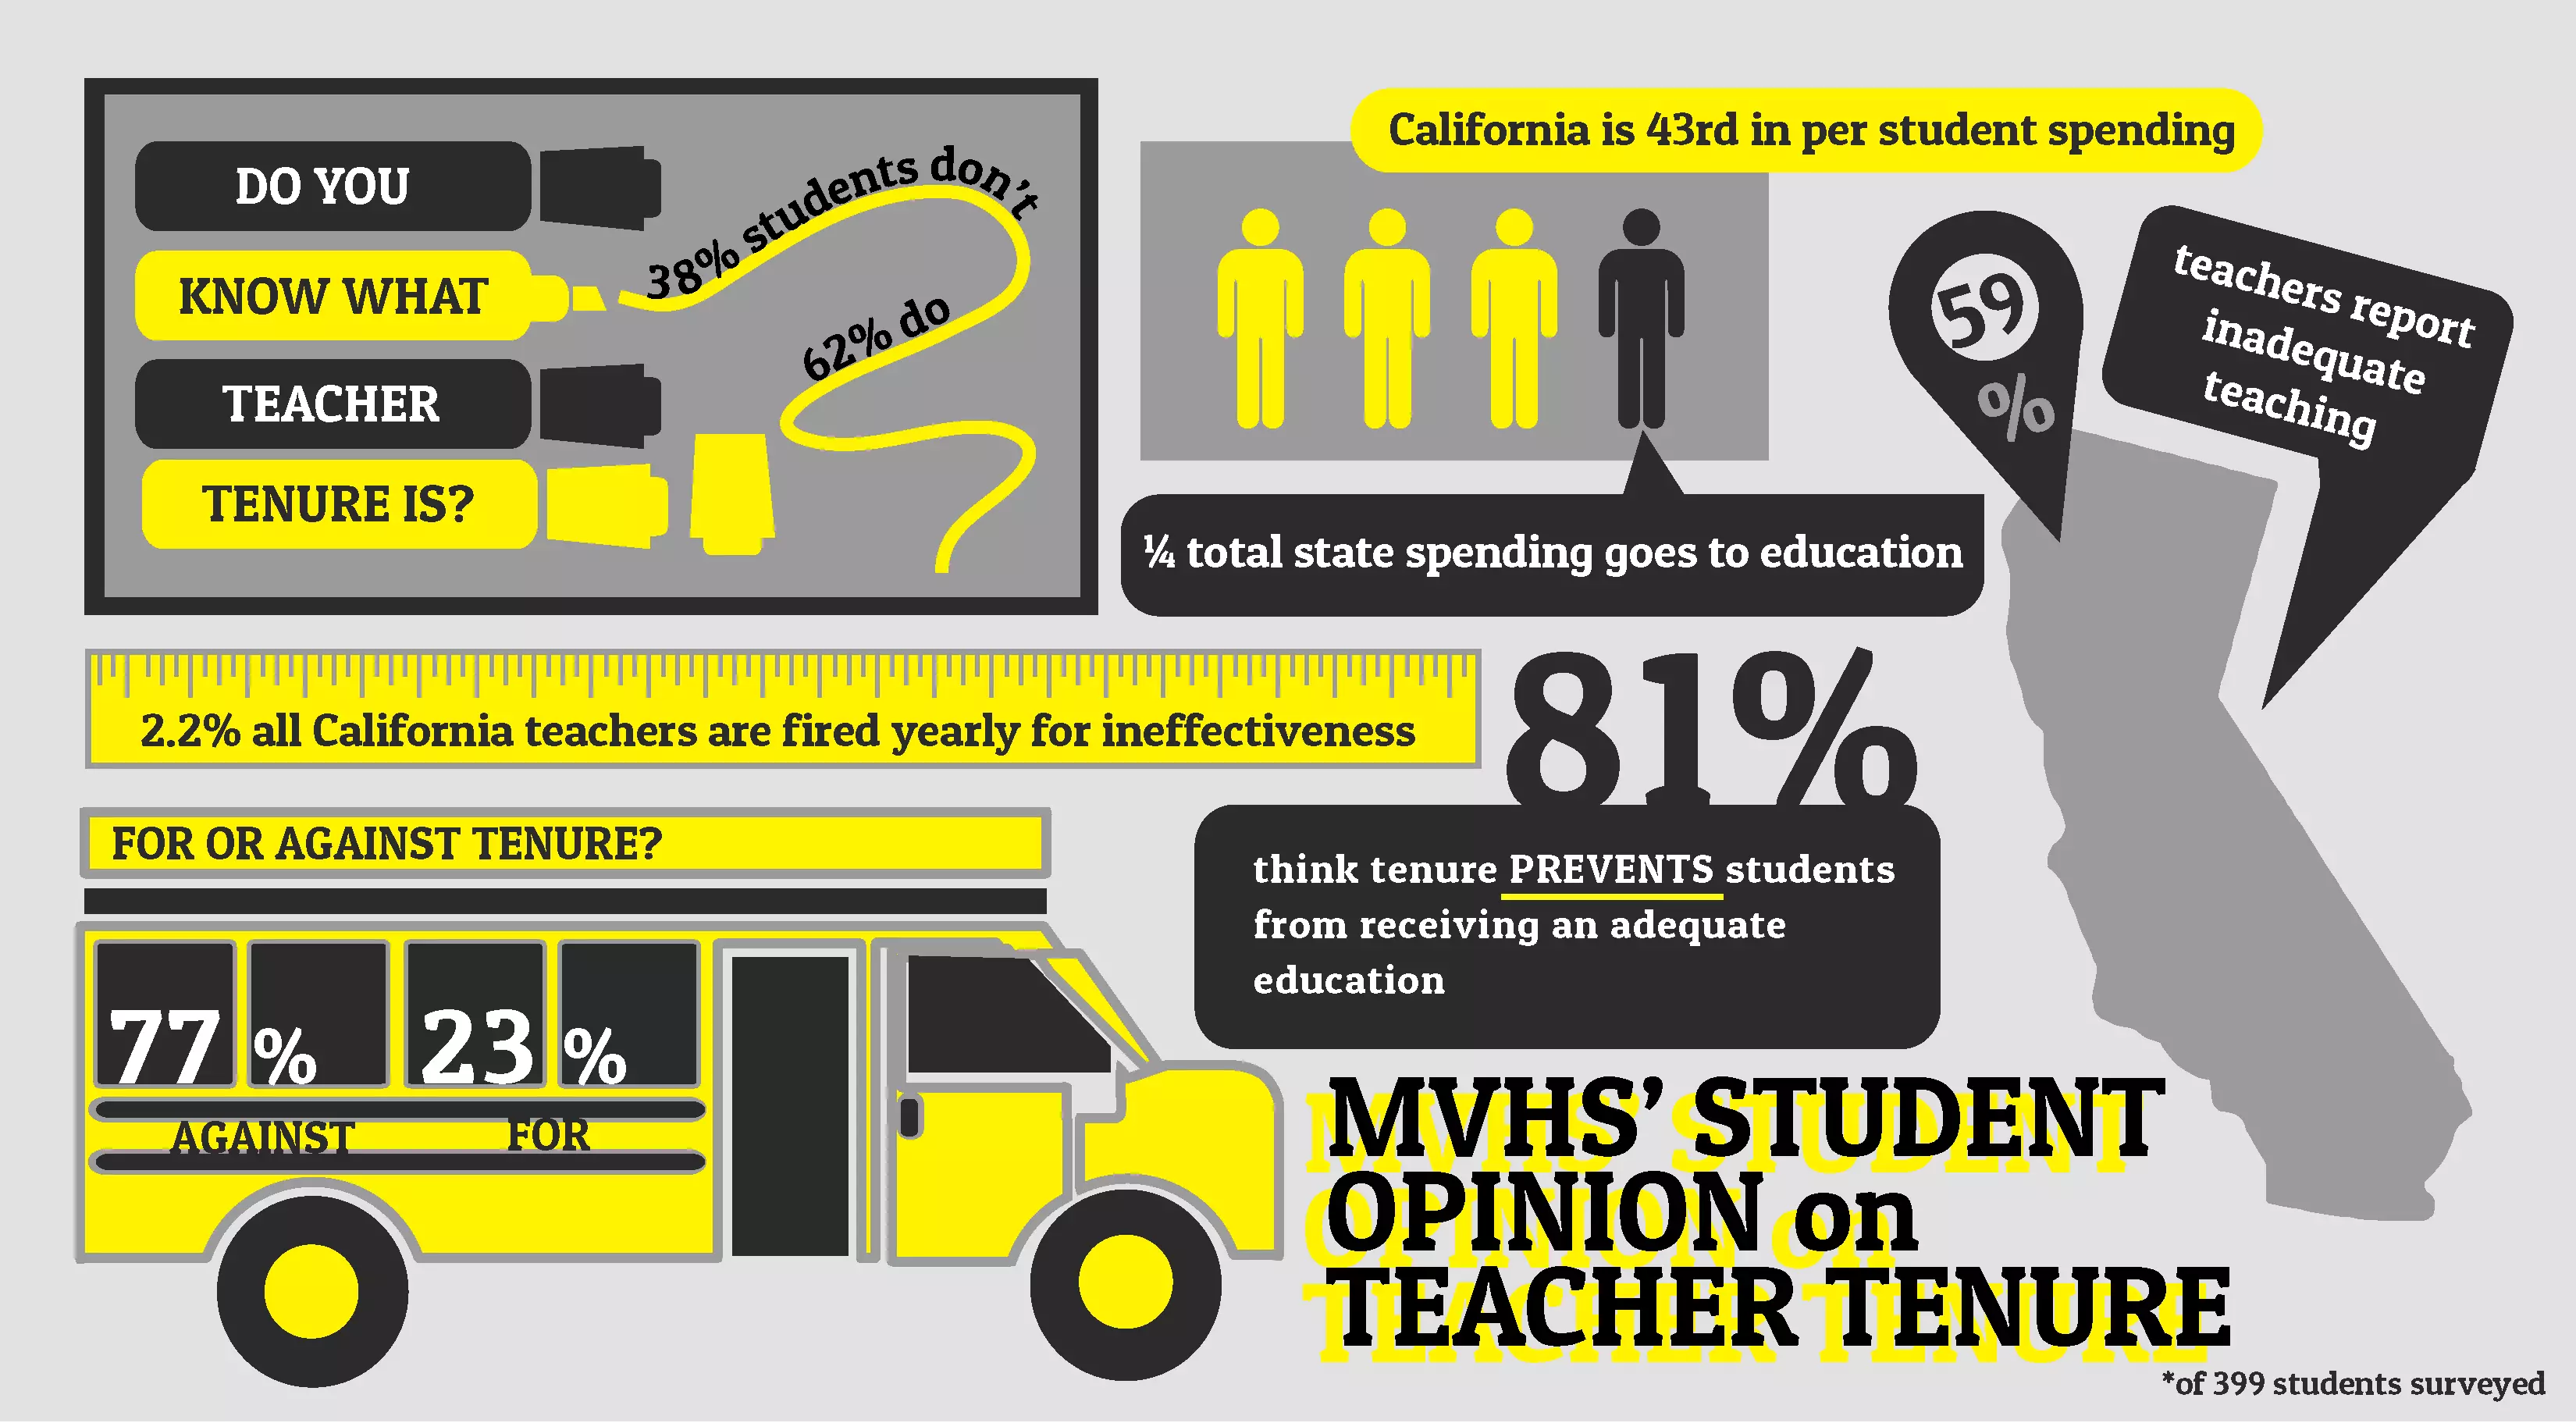 DO YOU
KNOW WHAT
TEACHER
TENURE IS?
38% students don't
62% do
California is 43rd in per student spending
¼ total state spending goes to education
59
%
teachers report
inadequate
teaching
2.2% all California teachers are fired yearly for ineffectiveness
81%
think tenure PREVENTS students
from receiving an adequate
education
FOR OR AGAINST TENURE?
77 % 23 %
AGAINST FOR
MVHS' STUDENT
OPINION on
TEACHER TENURE
*of 399 students surveyed